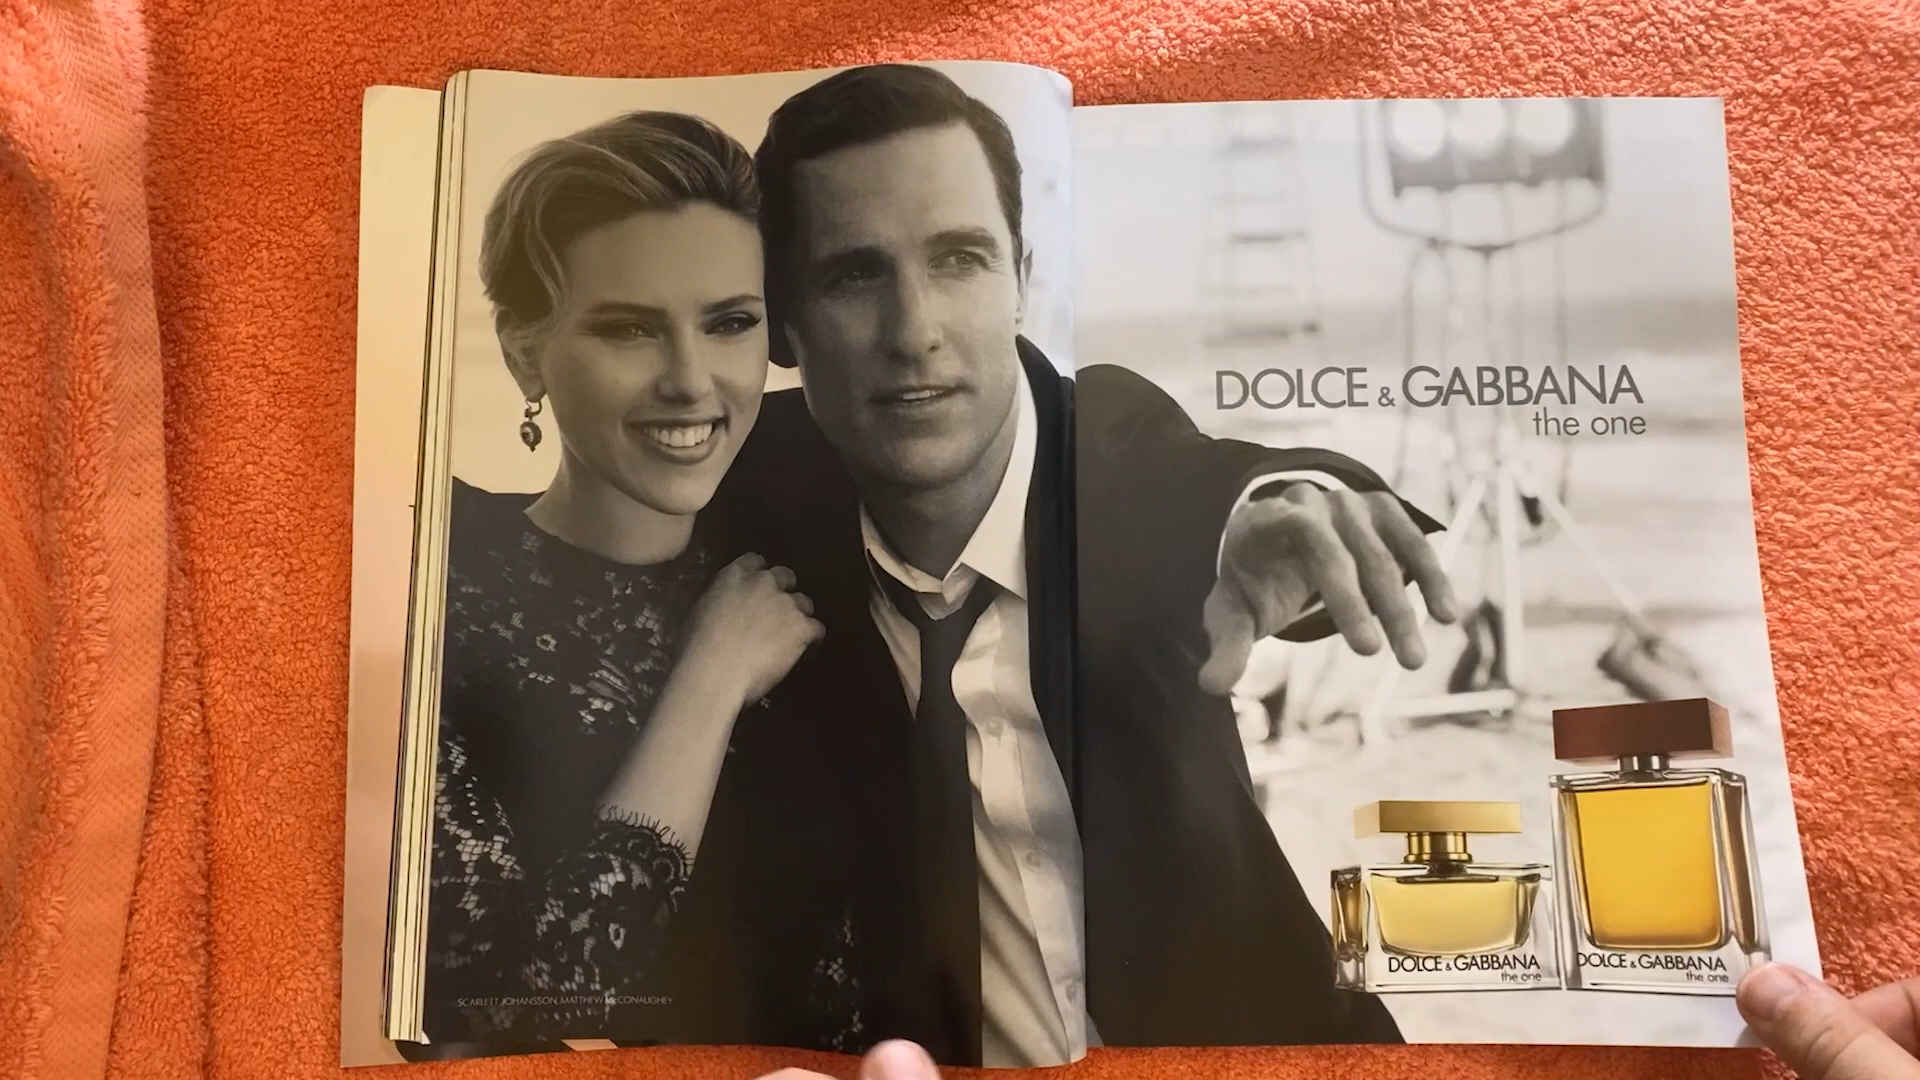 SCARLETT JOHANSSON, MATTHEW McCONAUGHEY
DOLCE & GABBANA
the one
DOLCE & GABBANA
the one
DOLCE & GABBANA
the one